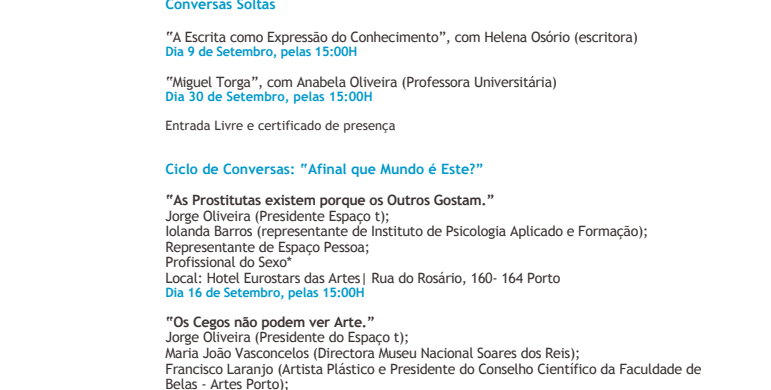 Conversas Soltas
"A Escrita como Expressão do Conhecimento", com Helena Osório (escritora)
Dia 9 de Setembro, pelas 15:00H
"Miguel Torga", com Anabela Oliveira (Professora Universitária)
Dia 30 de Setembro, pelas 15:00H
Entrada Livre e certificado de presença
Ciclo de Conversas: "Afinal que Mundo é Este?"
"As Prostitutas existem porque os Outros Gostam."
Jorge Oliveira (Presidente Espaço t);
Iolanda Barros (representante de Instituto de Psicologia Aplicado e Formação);
Representante de Espaço Pessoa;
Profissional do Sexo*
Local: Hotel Eurostars das Artes| Rua do Rosário, 160- 164 Porto
Dia 16 de Setembro, pelas 15:00H
"Os Cegos não podem ver Arte."
Jorge Oliveira (Presidente do Espaço t);
Maria João Vasconcelos (Directora Museu Nacional Soares dos Reis);
Francisco Laranjo (Artista Plástico e Presidente do Conselho Científico da Faculdade de
Belas - Artes Porto);